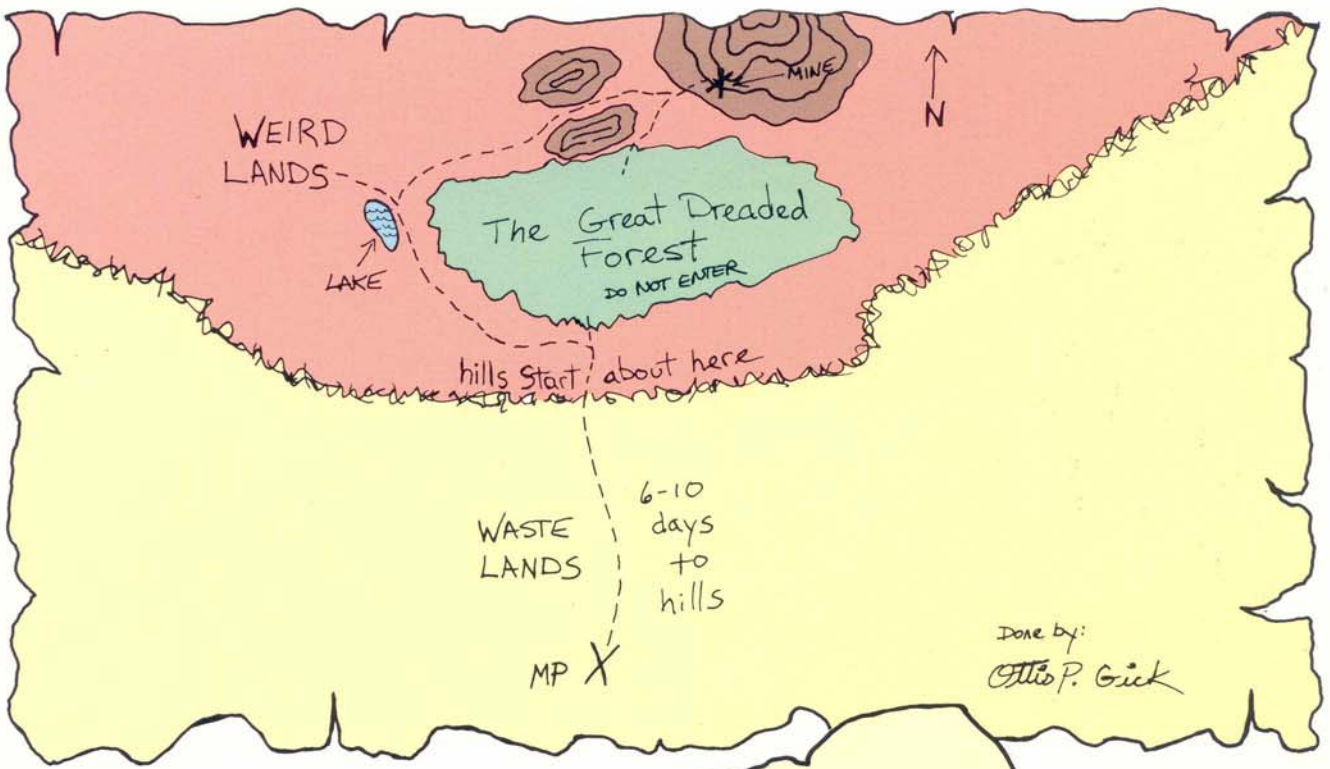 MINE
N
WEIRD
LANDS
The Great Dreaded
Forest
DO NOT ENTER
LAKE
hills start about here
WASTE
LANDS
6-10
days
to
hills
MP X
Done by:
Ottis P. Gick